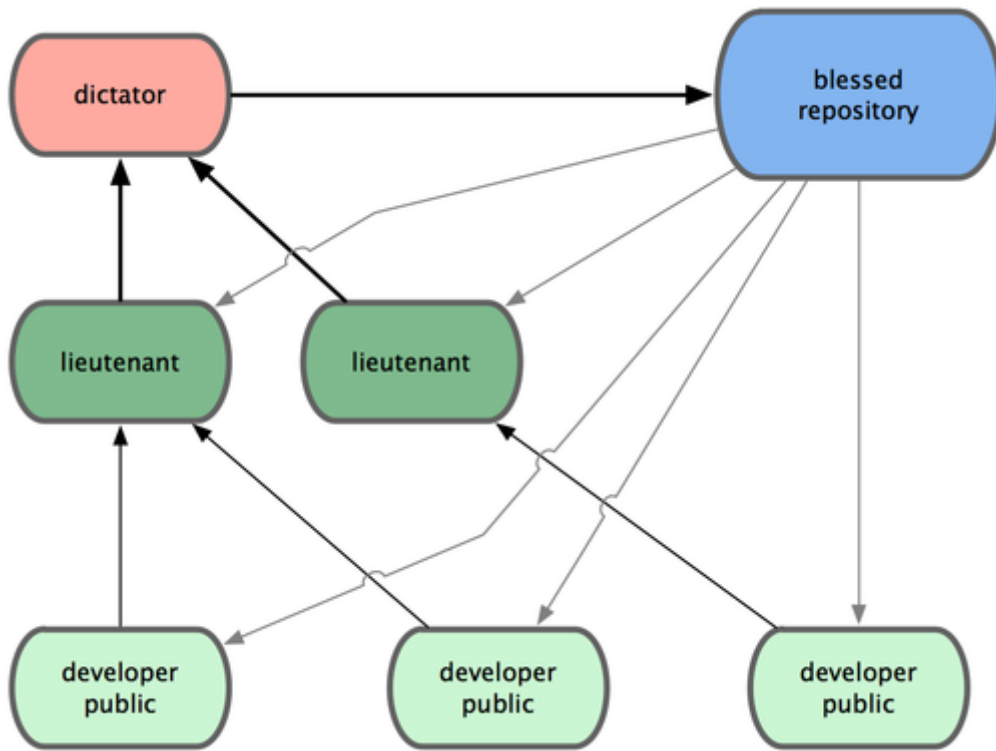 dictator
blessed
repository
lieutenant
lieutenant
developer
public
developer
public
developer
public